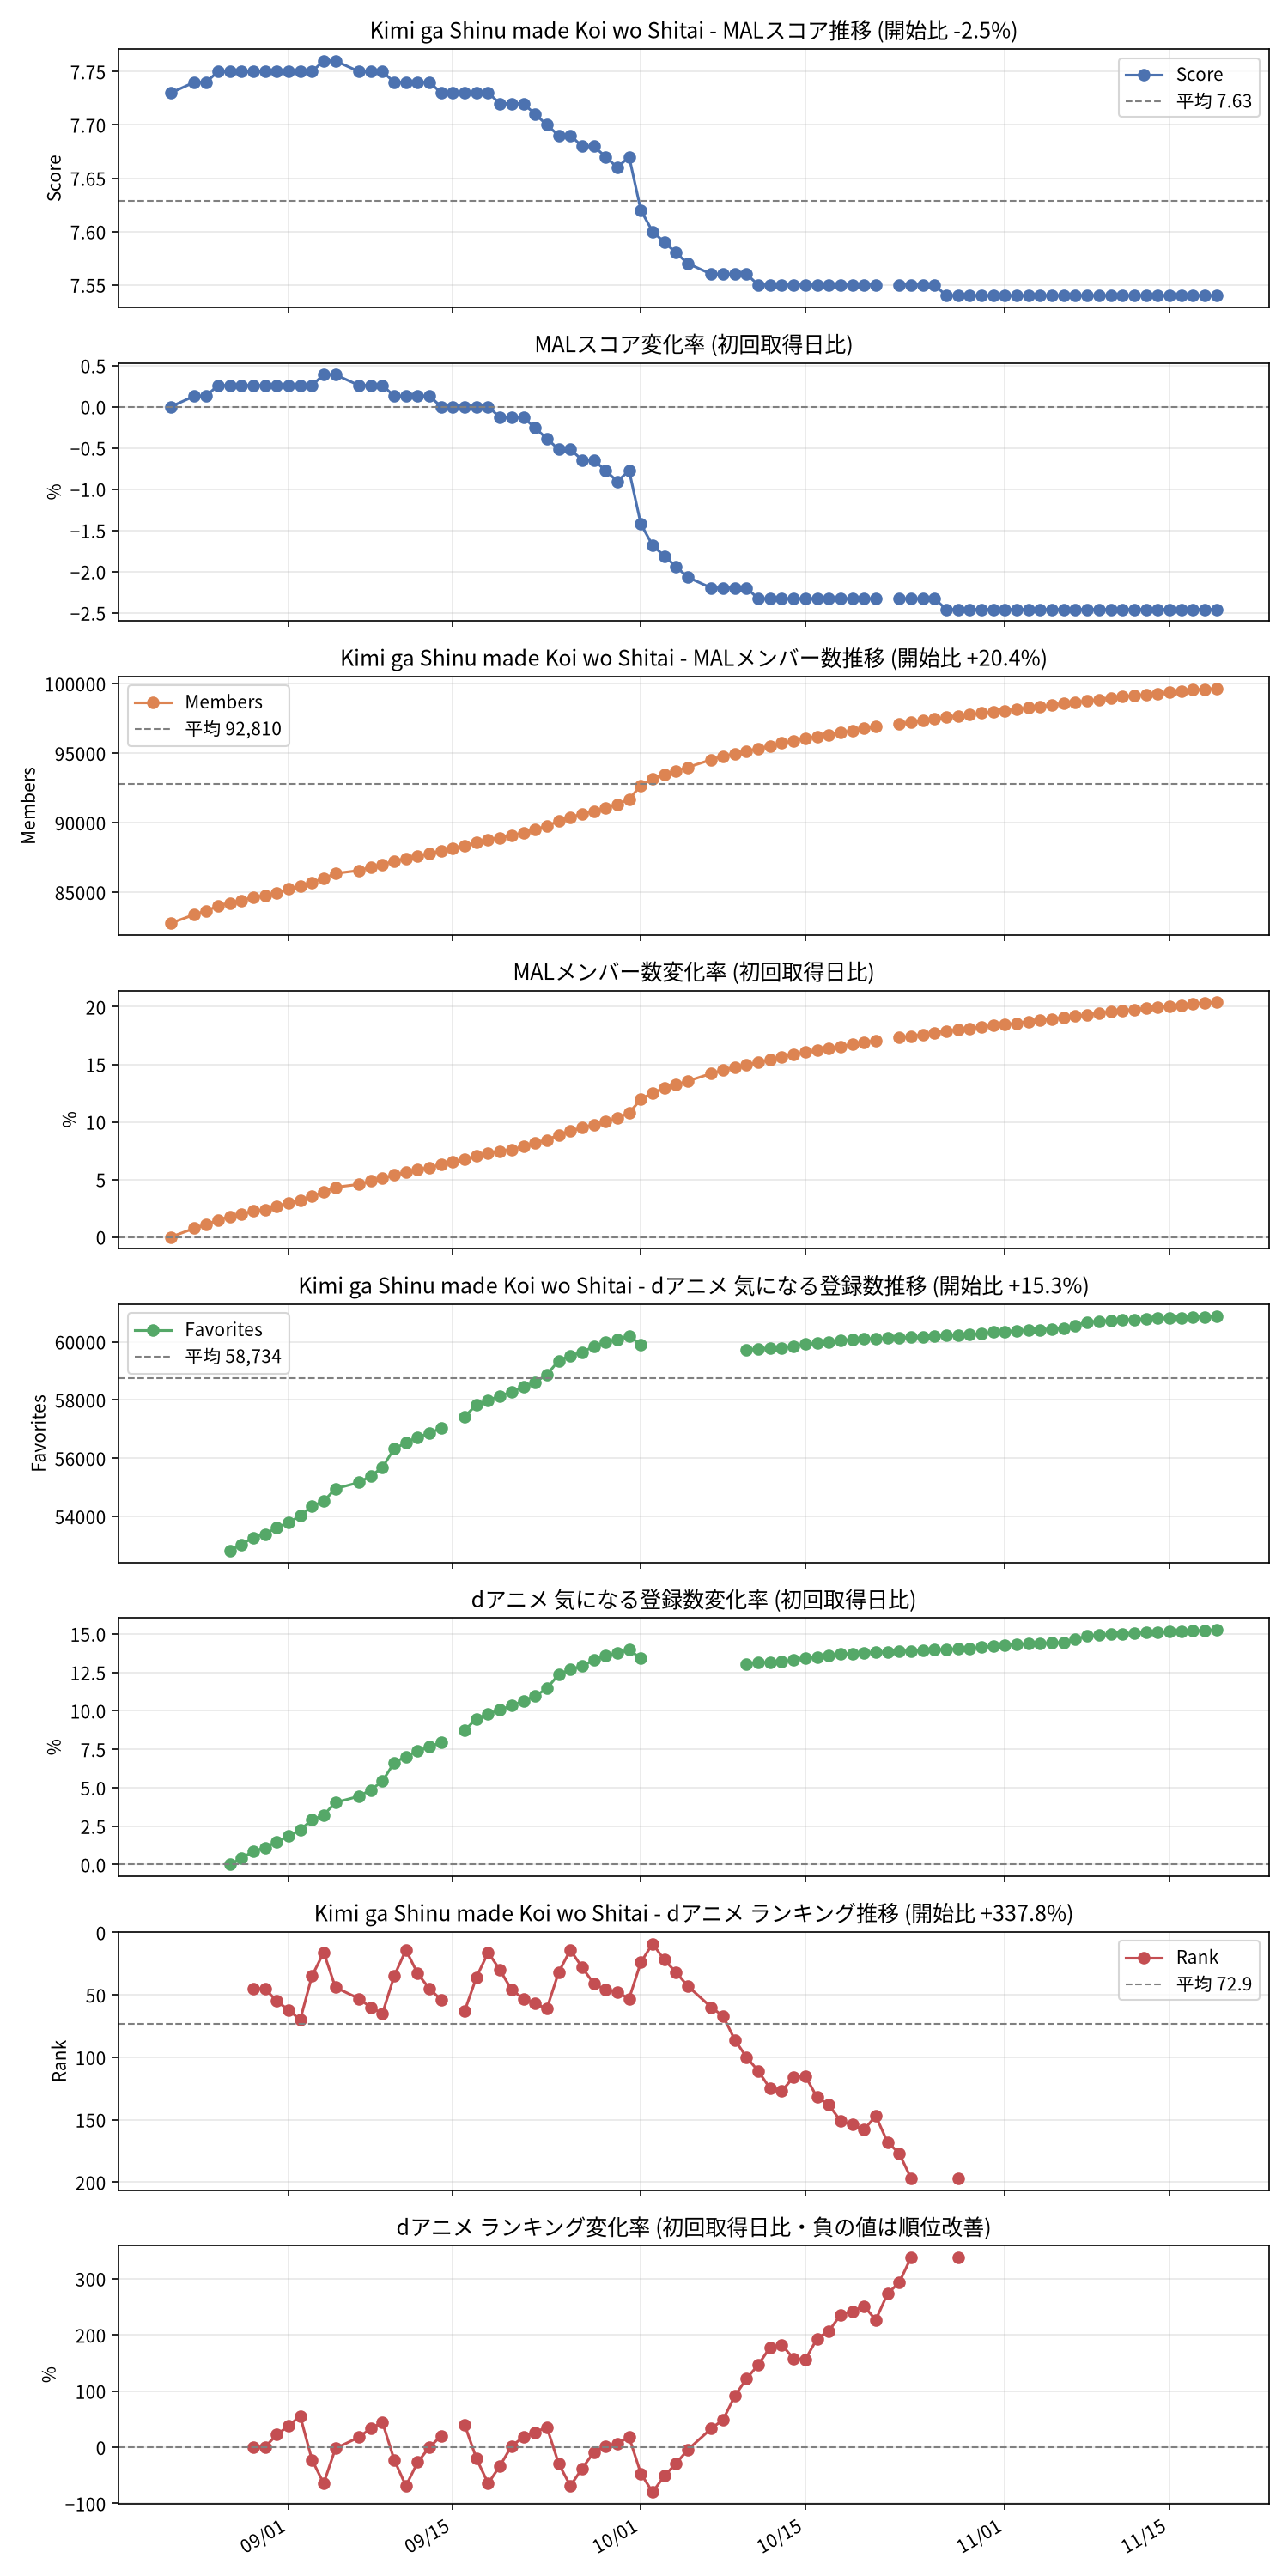 Kimi ga Shinu made Koi wo Shitai - MALスコア推移 (開始比 -2.5%)
Score
7.75
7.70
7.65
7.60
7.55
Score
平均 7.63
MALスコア変化率 (初回取得日比)
%
0.5
0.0
−0.5
−1.0
−1.5
−2.0
−2.5
Kimi ga Shinu made Koi wo Shitai - MALメンバー数推移 (開始比 +20.4%)
Members
100000
95000
90000
85000
Members
平均 92,810
MALメンバー数変化率 (初回取得日比)
%
20
15
10
5
0
Kimi ga Shinu made Koi wo Shitai - dアニメ 気になる登録数推移 (開始比 +15.3%)
Favorites
60000
58000
56000
54000
Favorites
平均 58,734
dアニメ 気になる登録数変化率 (初回取得日比)
%
15.0
12.5
10.0
7.5
5.0
2.5
0.0
Kimi ga Shinu made Koi wo Shitai - dアニメ ランキング推移 (開始比 +337.8%)
Rank
0
50
100
150
200
Rank
平均 72.9
dアニメ ランキング変化率 (初回取得日比・負の値は順位改善)
%
300
200
100
0
−100
09/01
09/15
10/01
10/15
11/01
11/15